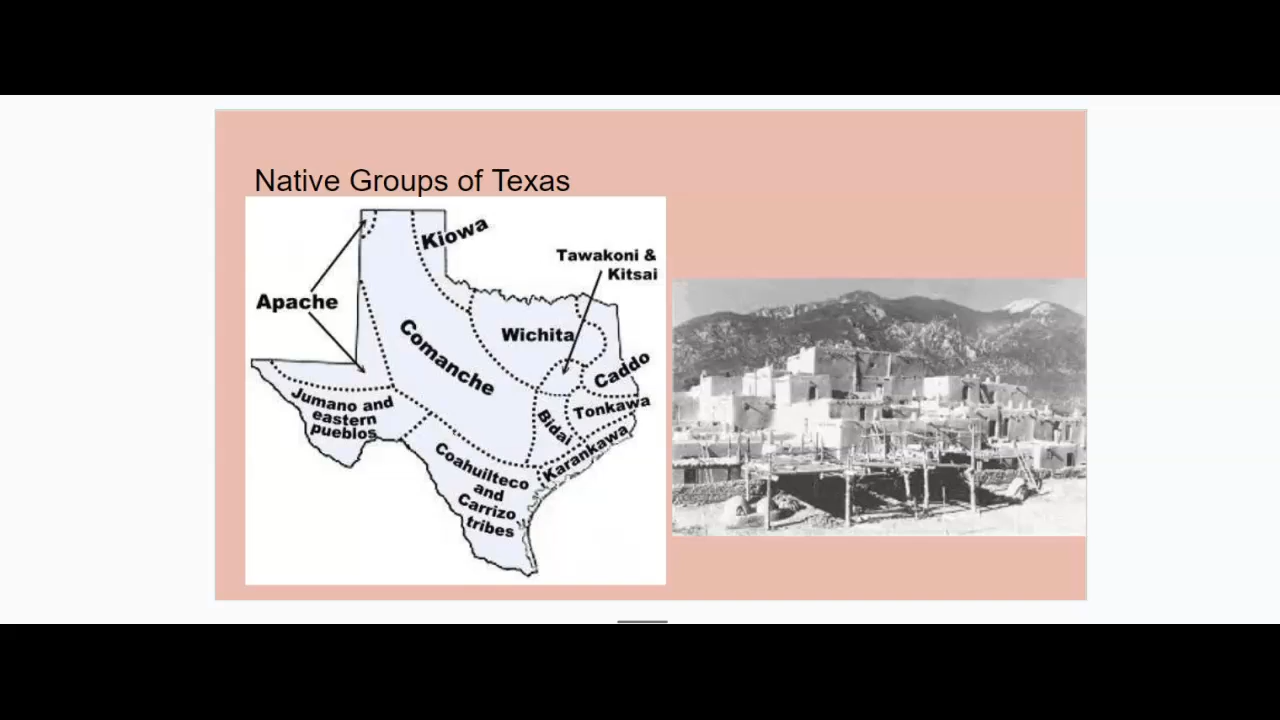 Native Groups of Texas
Kiowa
Tawakoni &
Kitsai
Apache
Wichita
Comanche
Caddo
Jumano and
eastern
pueblos
Tonkawa
Bidai
Karankawa
Coahuilteco
and
Carrizo
tribes